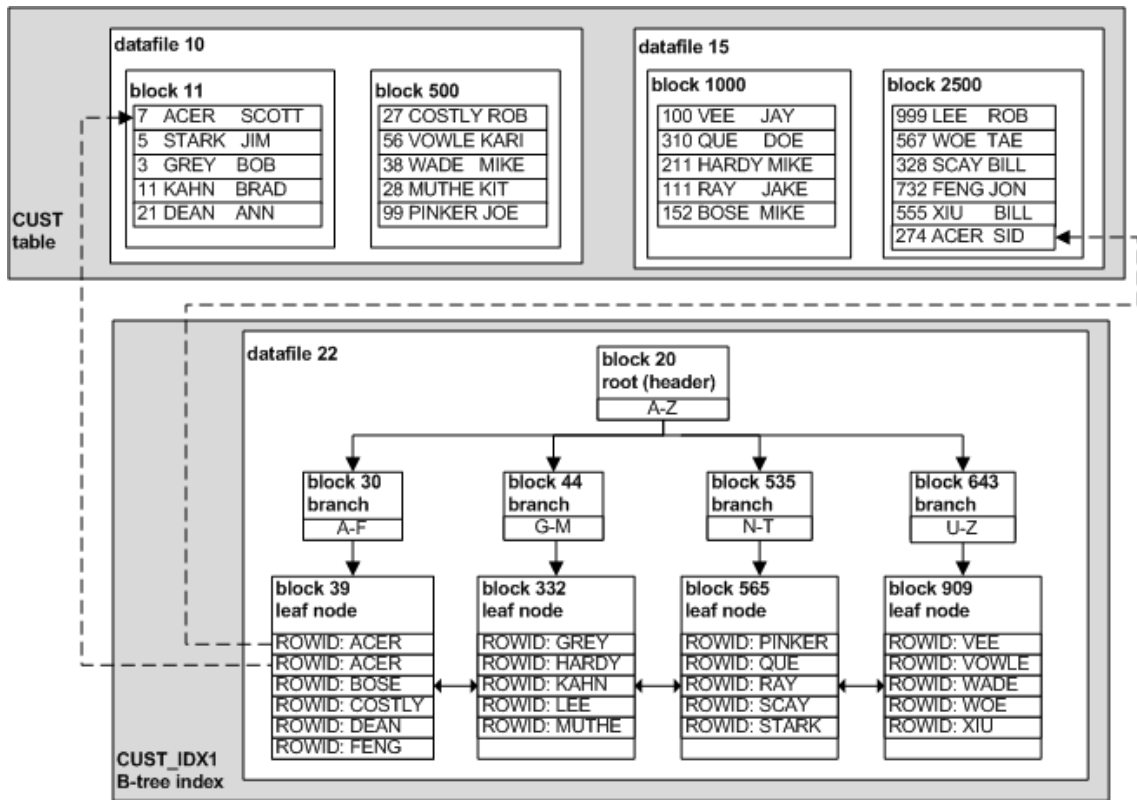 datafile 10
block 11
7 ACER SCOTT
5 STARK JIM
3 GREY BOB
11 KAHN BRAD
21 DEAN ANN
block 500
27 COSTLY ROB
56 VOWLE KARI
38 WADE MIKE
28 MUTHE KIT
99 PINKER JOE
datafile 15
block 1000
100 VEE JAY
310 QUE DOE
211 HARDY MIKE
111 RAY JAKE
152 BOSE MIKE
block 2500
999 LEE ROB
567 WOE TAE
328 SCAY BILL
732 FENG JON
555 XIU BILL
274 ACER SID
CUST
table
datafile 22
block 20
root (header)
A-Z
block 30
branch
A-F
block 44
branch
G-M
block 535
branch
N-T
block 643
branch
U-Z
block 39
leaf node
ROWID: ACER
ROWID: ACER
ROWID: BOSE
ROWID: COSTLY
ROWID: DEAN
ROWID: FENG
block 332
leaf node
ROWID: GREY
ROWID: HARDY
ROWID: KAHN
ROWID: LEE
ROWID: MUTHE
block 565
leaf node
ROWID: PINKER
ROWID: QUE
ROWID: RAY
ROWID: SCAY
ROWID: STARK
block 909
leaf node
ROWID: VEE
ROWID: VOWLE
ROWID: WADE
ROWID: WOE
ROWID: XIU
CUST_IDX1
B-tree index